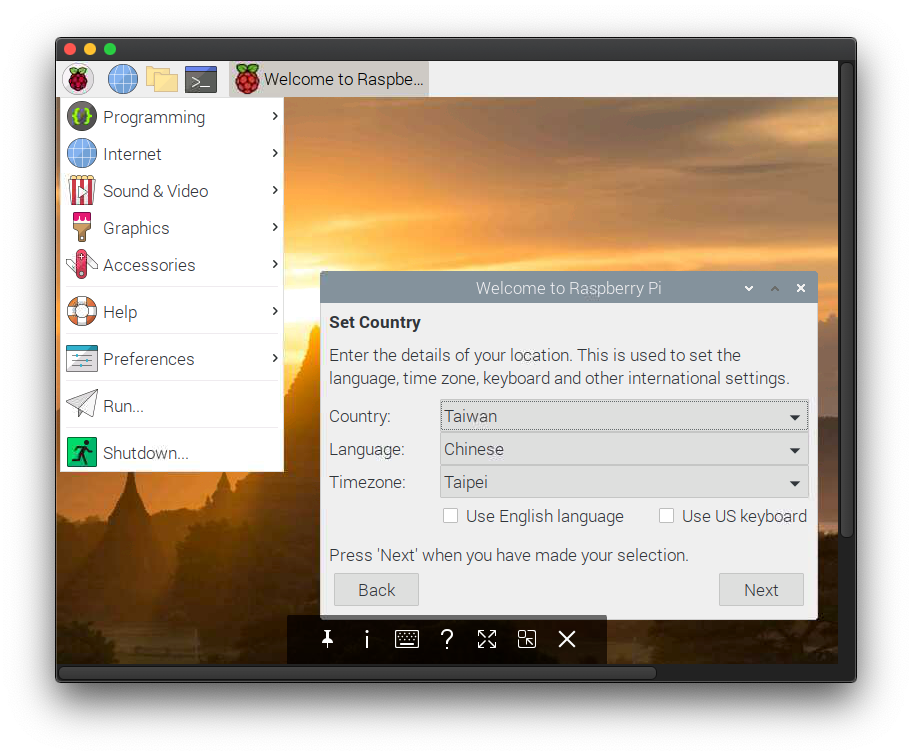 Welcome to Raspbe...
Programming
Internet
Sound & Video
Graphics
Accessories
Help
Preferences
Run...
Shutdown...
Welcome to Raspberry Pi
Set Country
Enter the details of your location. This is used to set the
language, time zone, keyboard and other international settings.
Country: Taiwan
Language: Chinese
Timezone: Taipei
Use English language Use US keyboard
Press 'Next' when you have made your selection.
Back Next